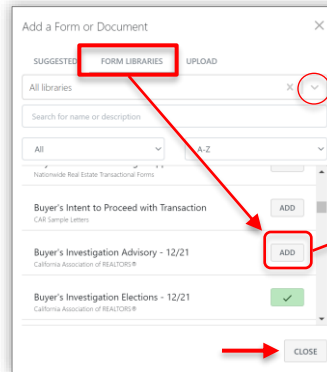 Add a Form or Document
SUGGESTED FORM LIBRARIES UPLOAD
All libraries
Search for name or description
All A-Z
Nationwide Real Estate Transactional Forms
Buyer's Intent to Proceed with Transaction ADD
CAR Sample Letters
Buyer's Investigation Advisory - 12/21 ADD
California Association of REALTORS®
Buyer's Investigation Elections - 12/21
California Association of REALTORS®
CLOSE